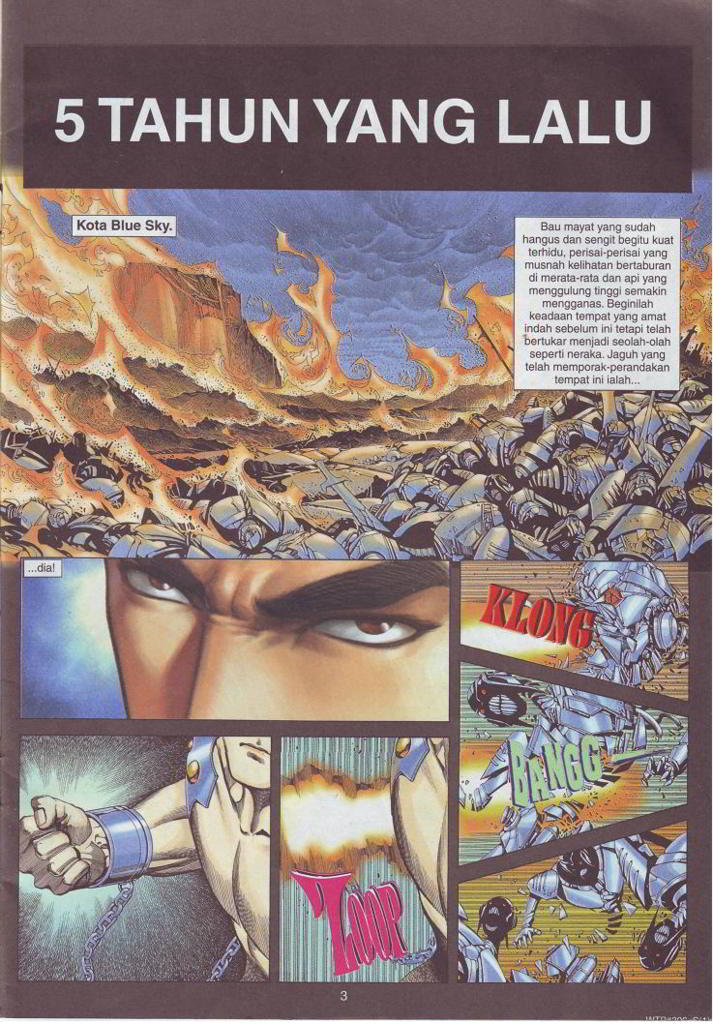 5 TAHUN YANG LALU
Kota Blue Sky.
Bau mayat yang sudah
hangus dan sengit begitu kuat
terhidu, perisai-perisai yang
musnah kelihatan bertaburan
di merata-rata dan api yang
menggulung tinggi semakin
mengganas. Beginilah
keadaan tempat yang amat
indah sebelum ini tetapi telah
bertukar menjadi seolah-olah
seperti neraka. Jaguh yang
telah memporak-perandakan
tempat ini ialah...
...dia!
KLONG
BANGG
ZOOP
3